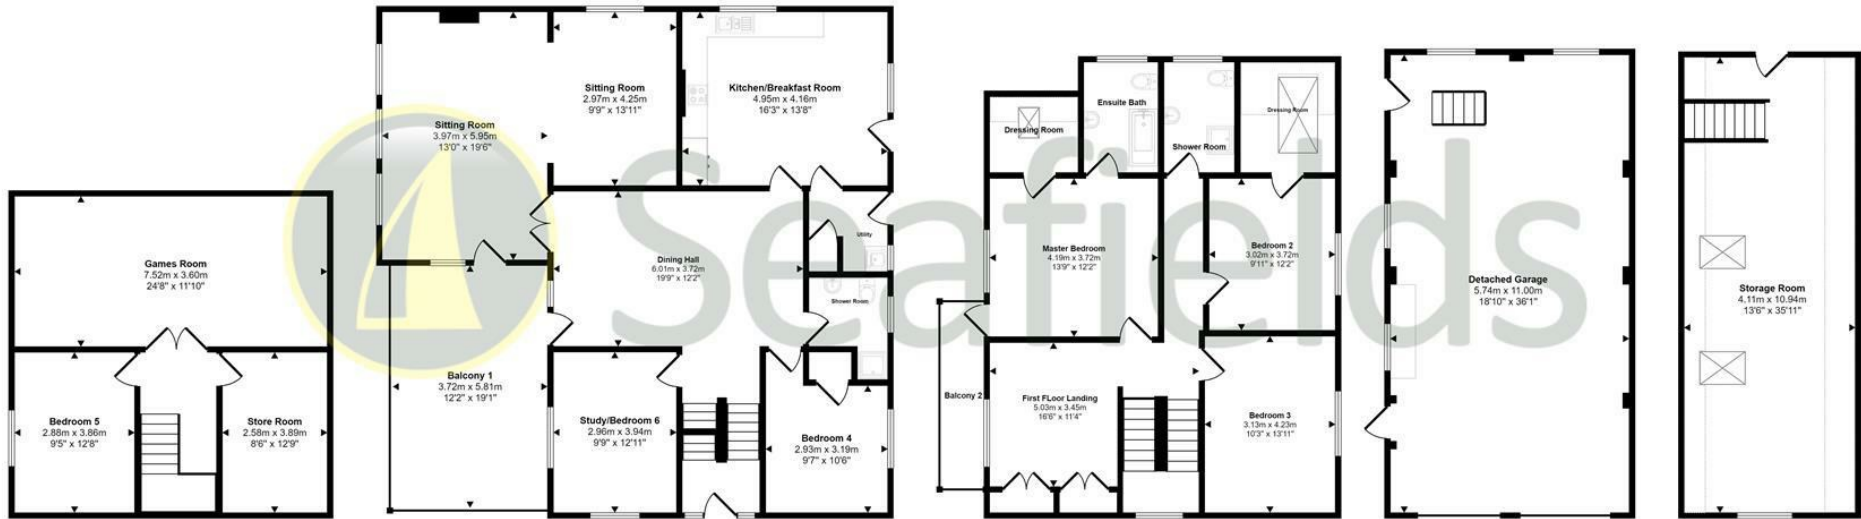 Games Room
7.52m x 3.60m
24'8" x 11'10"
Bedroom 5
2.88m x 3.86m
9'5" x 12'8"
Store Room
2.58m x 3.89m
8'6" x 12'9"
Sitting Room
3.97m x 5.95m
13'0" x 19'6"
Sitting Room
2.97m x 4.25m
9'9" x 13'11"
Kitchen/Breakfast Room
4.95m x 4.16m
16'3" x 13'8"
Dining Hall
6.01m x 3.72m
19'9" x 12'2"
Utility
Shower Room
Balcony 1
3.72m x 5.81m
12'2" x 19'1"
Study/Bedroom 6
2.96m x 3.94m
9'9" x 12'11"
Bedroom 4
2.93m x 3.19m
9'7" x 10'6"
Dressing Room
Ensuite Bath
Shower Room
Dressing Room
Master Bedroom
4.19m x 3.72m
13'9" x 12'2"
Bedroom 2
3.02m x 3.72m
9'11" x 12'2"
Balcony 2
First FLoor Landing
5.03m x 3.45m
16'6" x 11'4"
Bedroom 3
3.13m x 4.23m
10'3" x 13'11"
Detached Garage
5.74m x 11.00m
18'10" x 36'1"
Storage Room
4.11m x 10.94m
13'6" x 35'11"
Seafields